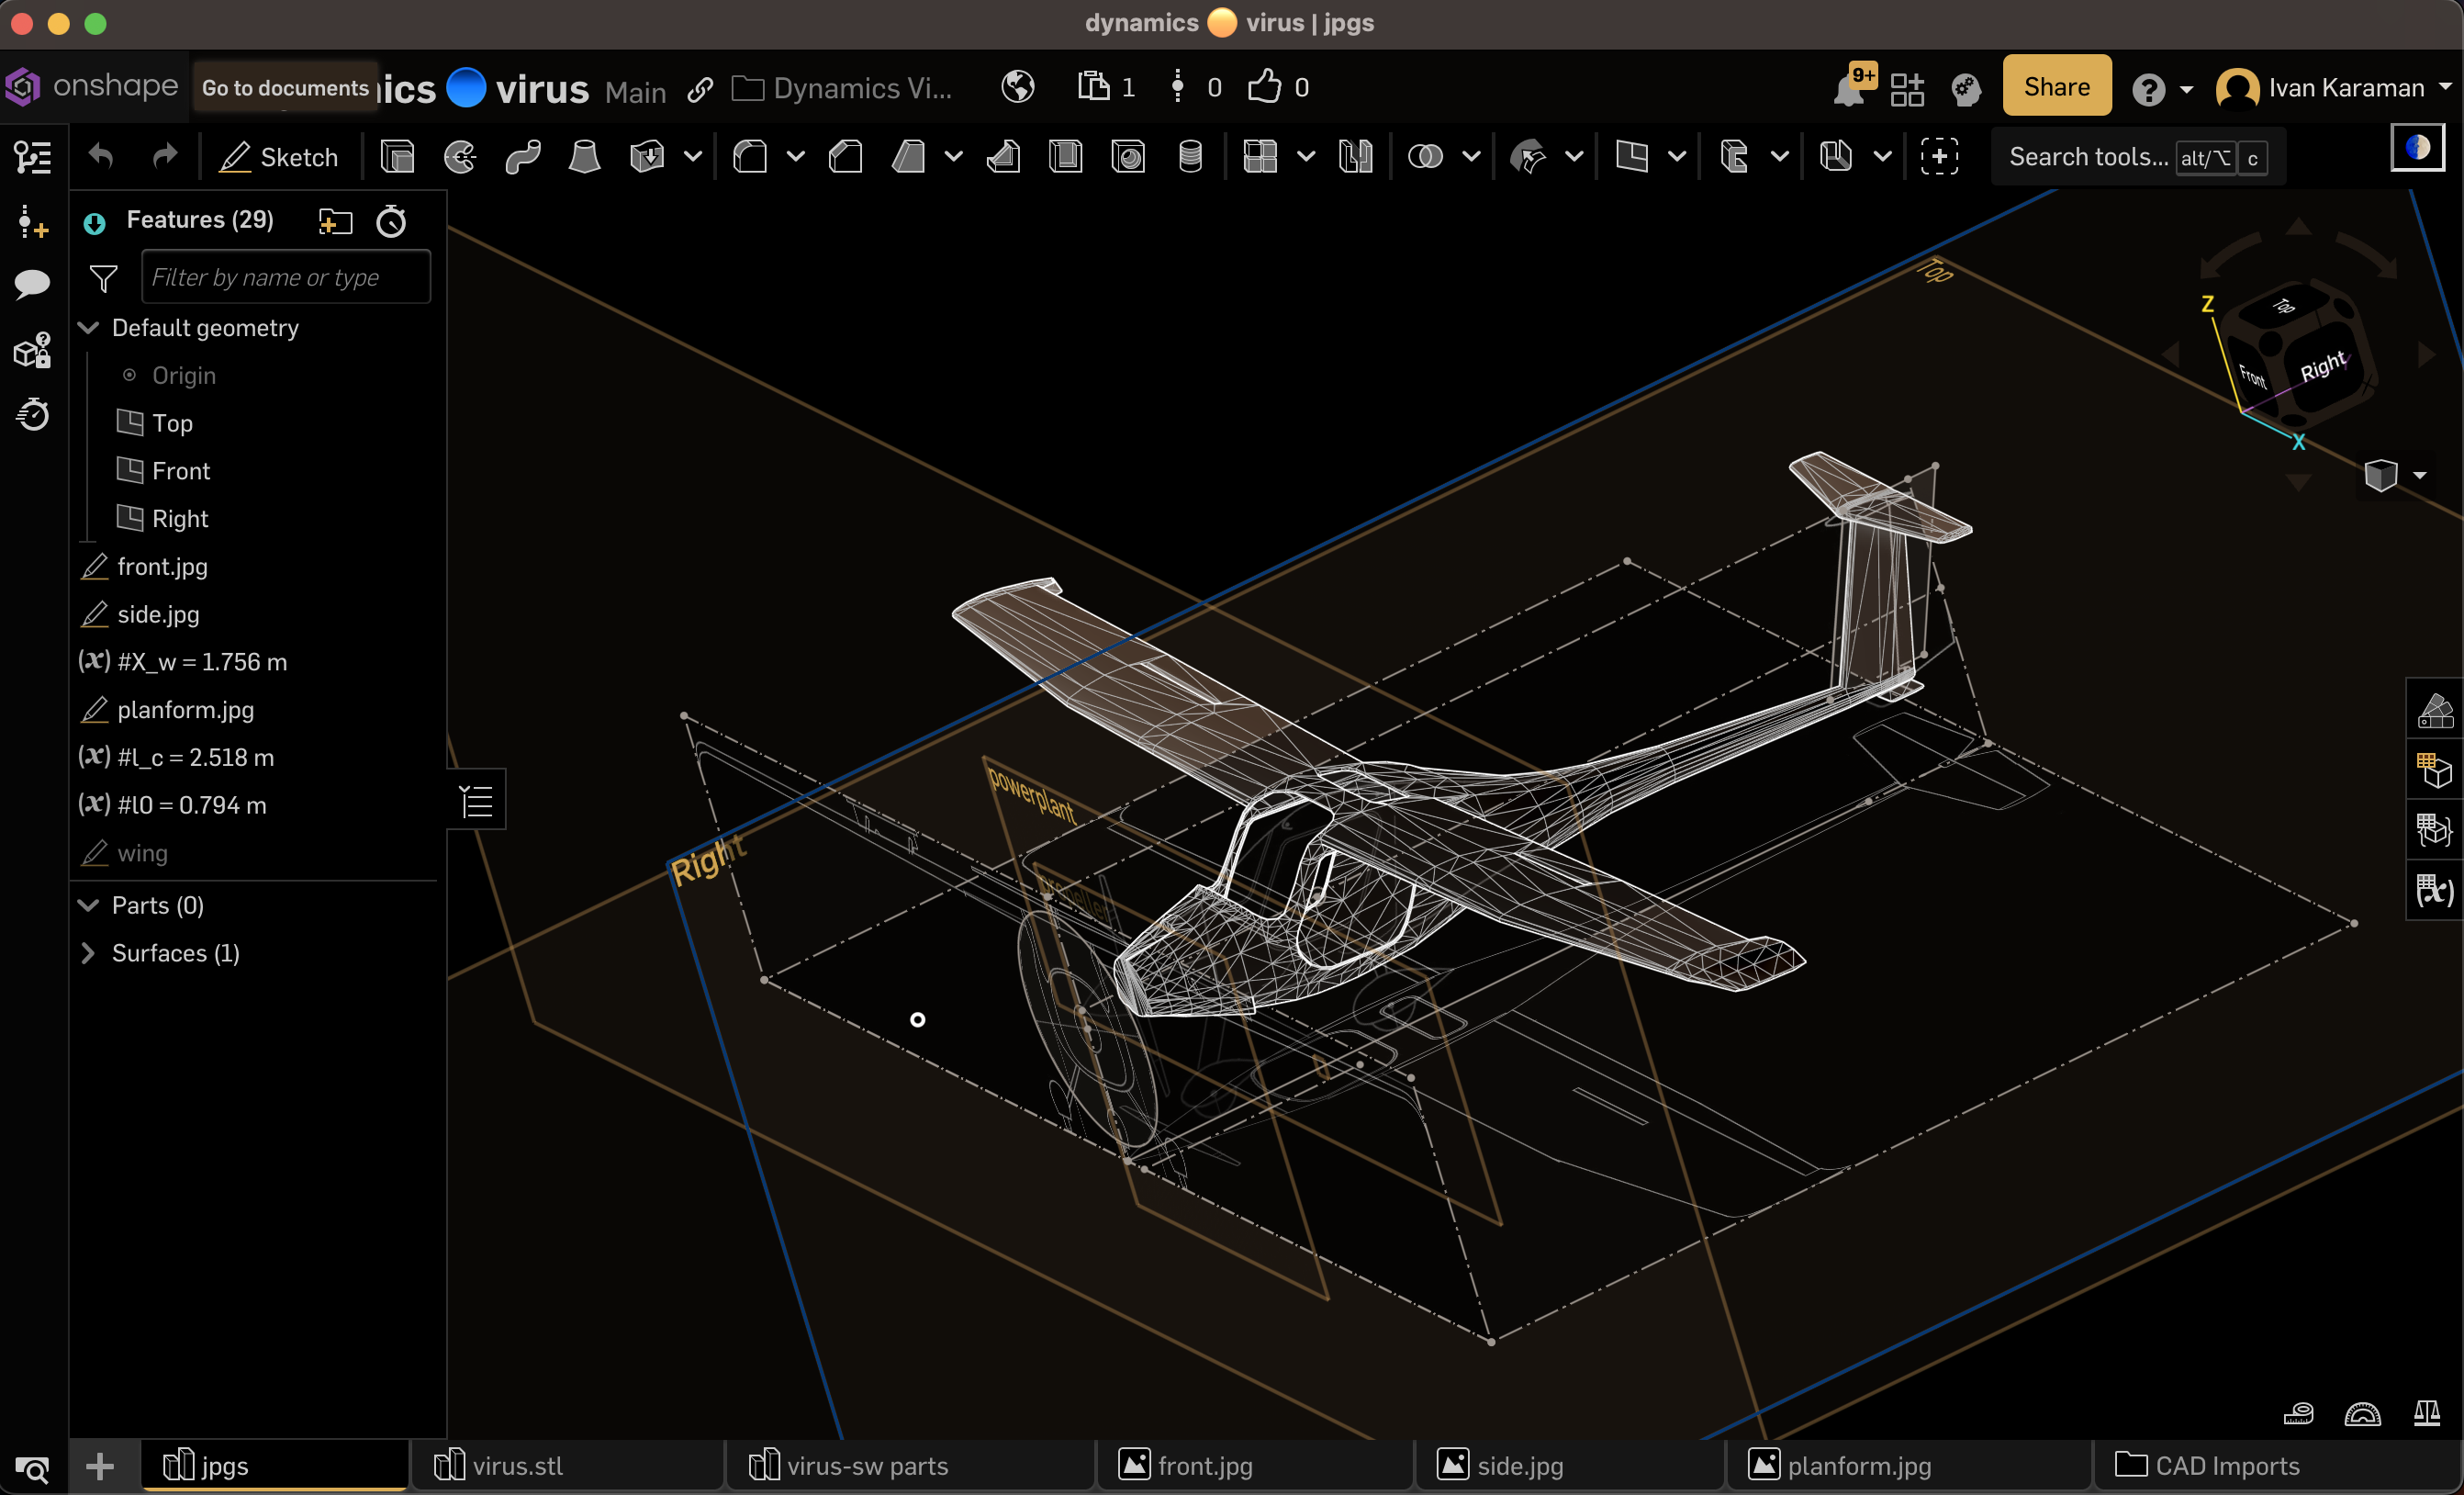 dynamics virus | jpgs
onshape Go to documents ics virus Main Dynamics Vi... 1 0 0 9+ Share Ivan Karaman
Sketch Search tools... alt/⌥ c
Features (29)
Filter by name or type
Default geometry
Origin
Top
Front
Right
front.jpg
side.jpg
(x) #X_w = 1.756 m
planform.jpg
(x) #l_c = 2.518 m
(x) #l0 = 0.794 m
wing
Parts (0)
Surfaces (1)
Top
Z
Top
Front
Right
X
powerplant
Right
propeller
(x)
jpgs virus.stl virus-sw parts front.jpg side.jpg planform.jpg CAD Imports